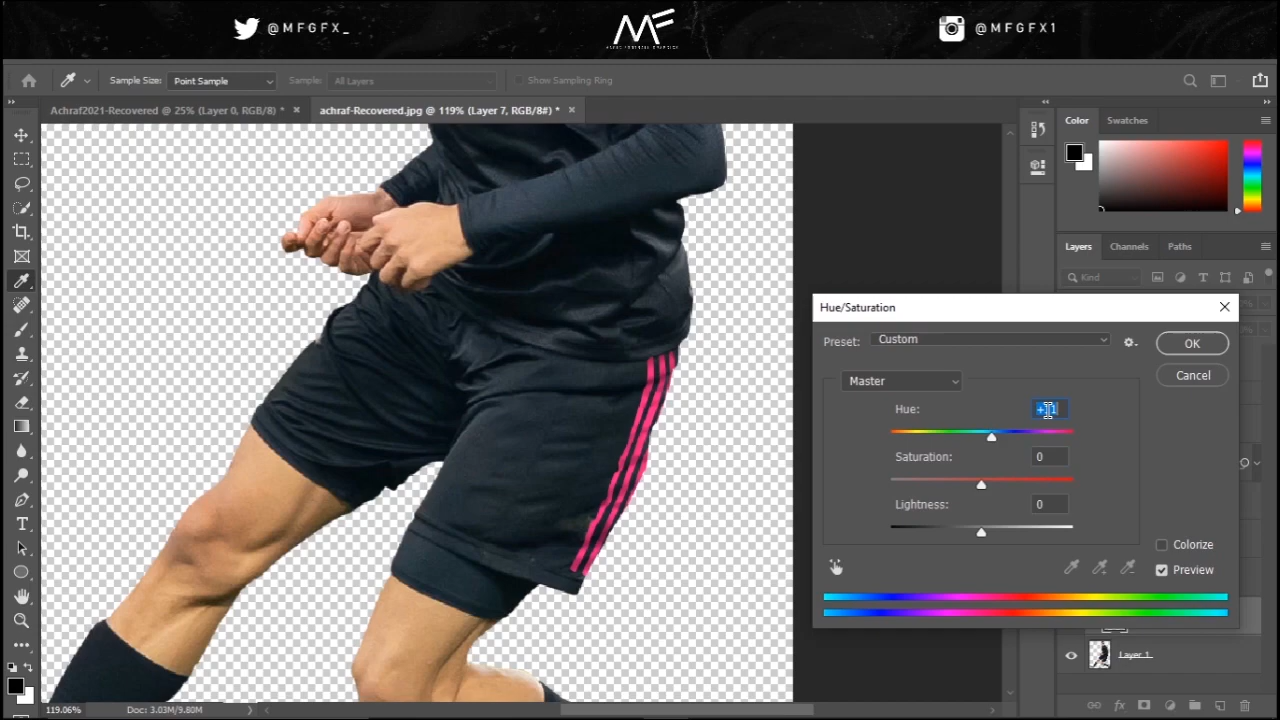 @MFGFX_
MF
@MFGFX1
Sample Size: Point Sample Sample: All Layers Show Sampling Ring
Achraf2021-Recovered @ 25% (Layer 0, RGB/8) * achraf-Recovered.jpg @ 119% (Layer 7, RGB/8#) *
Color Swatches
Layers Channels Paths
Kind
Hue/Saturation
Preset: Custom
OK
Master
Cancel
Hue:
Saturation: 0
Lightness: 0
Colorize
Preview
Layer 1
119.06% Doc: 3.03M/9.80M